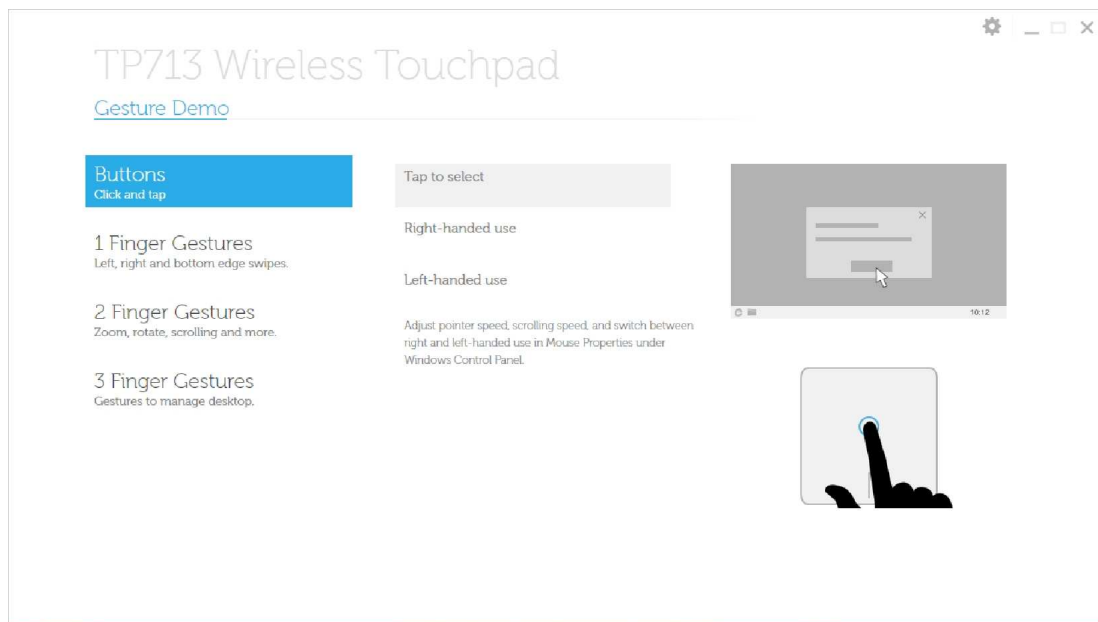 TP713 Wireless Touchpad
Gesture Demo
Buttons
Click and tap
1 Finger Gestures
Left, right and bottom edge swipes.
2 Finger Gestures
Zoom, rotate, scrolling and more.
3 Finger Gestures
Gestures to manage desktop.
Tap to select
Right-handed use
Left-handed use
Adjust pointer speed, scrolling speed, and switch between
right and left-handed use in Mouse Properties under
Windows Control Panel.
10:12